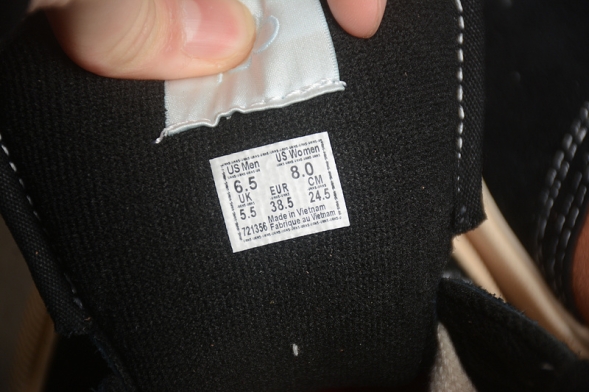 US Men US Women
6.5 8.0
UK EUR CM
5.5 38.5 24.5
Made in Vietnam
721356 Fabriqué au Vietnam